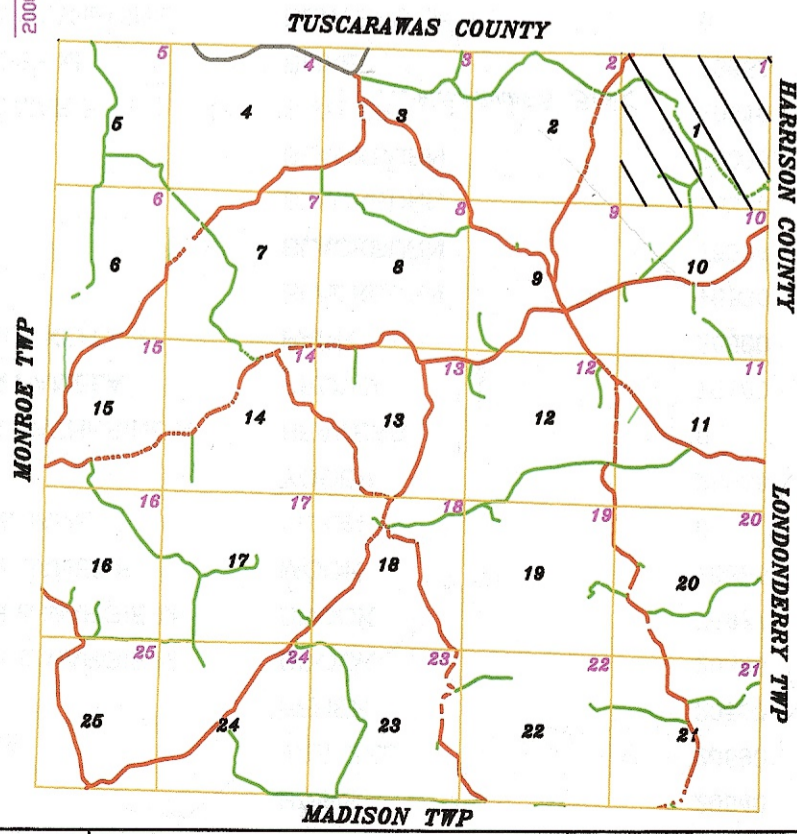 2000
TUSCARAWAS COUNTY
5 4 3 2 1
5 4 3 2 1
HARRISON COUNTY
6 7 8 9 10
6 7 8 9 10
MONROE TWP
15 14 13 12 11
15 14 13 12 11
16 17 18 19 20
LONDONDERRY TWP
16 17 18 19 20
25 24 23 22 21
25 24 23 22 21
MADISON TWP